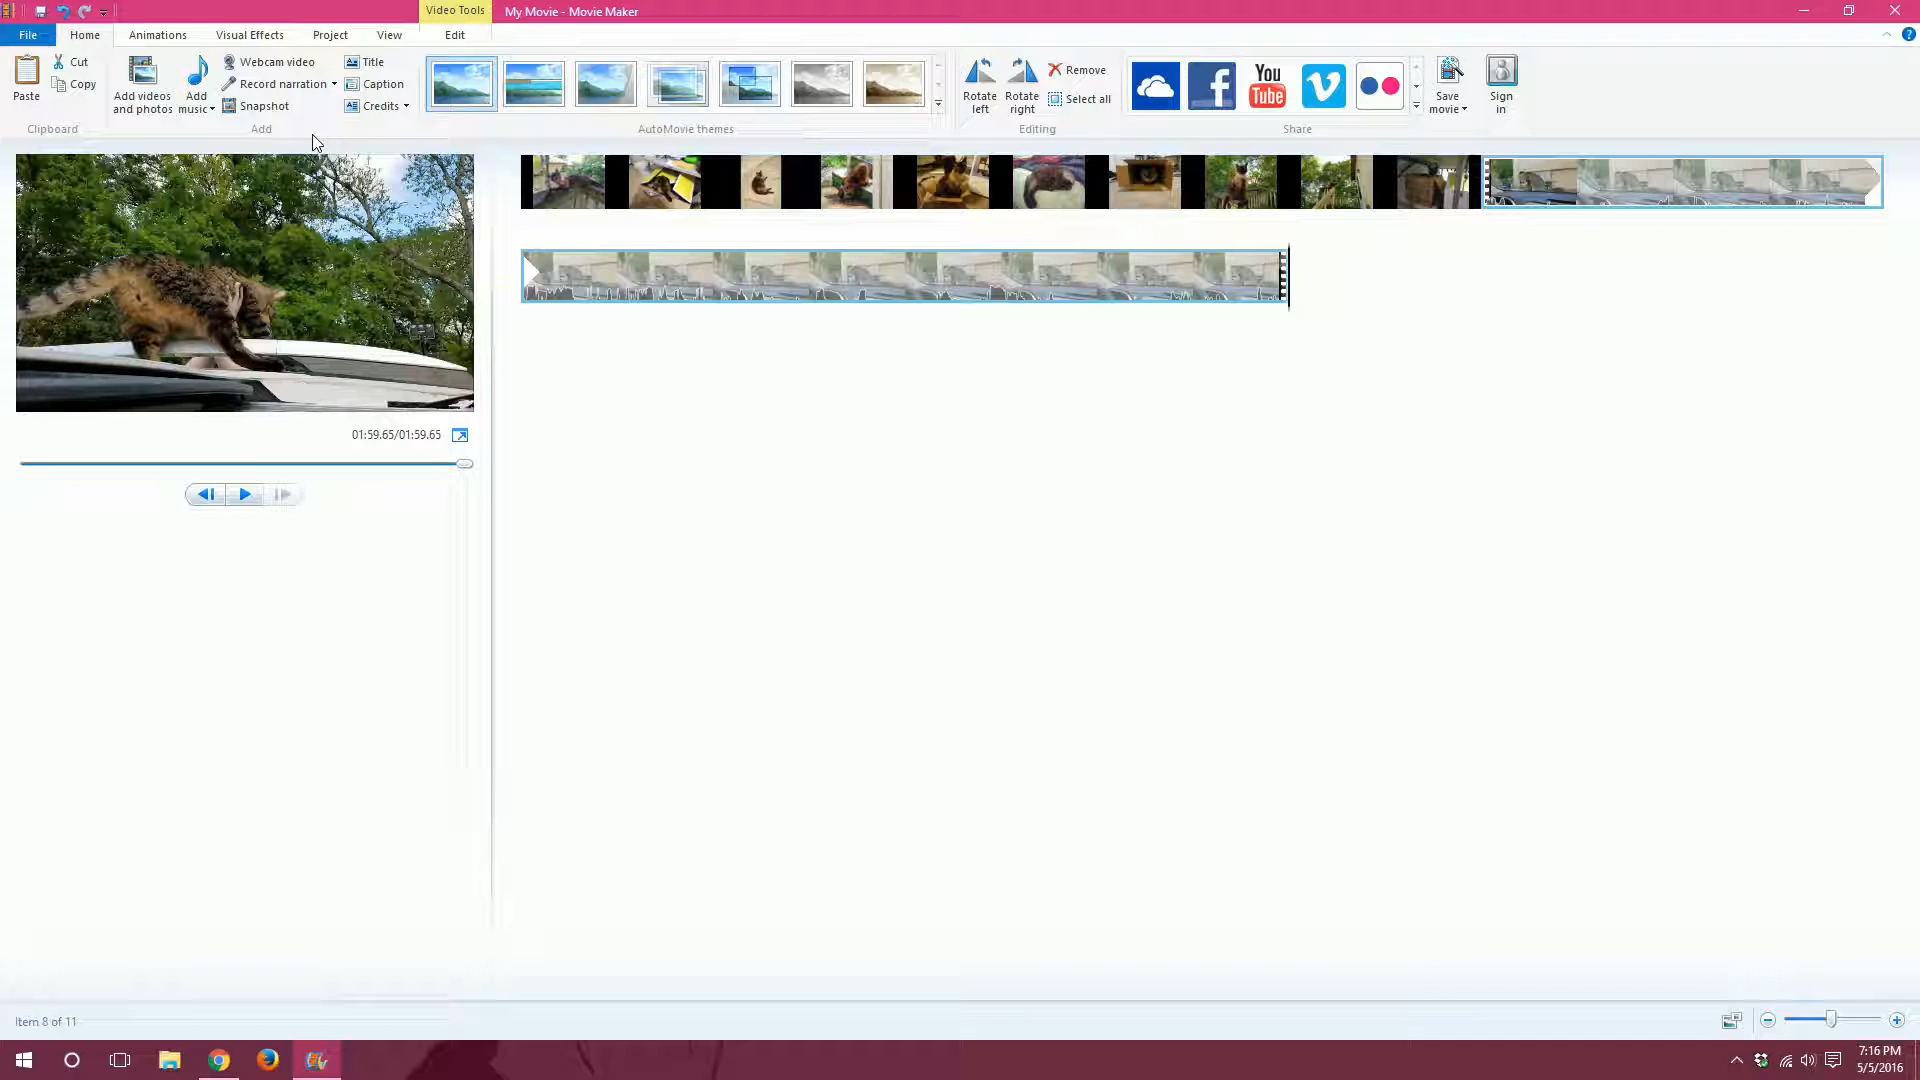 Video Tools
My Movie - Movie Maker
File
Home
Animations
Visual Effects
Project
View
Edit
Paste
Cut
Copy
Clipboard
Add videos
and photos
Add
music
Webcam video
Record narration
Snapshot
Title
Caption
Credits
Add
AutoMovie themes
Rotate
left
Rotate
right
Remove
Select all
Editing
You
Tube
Share
Save
movie
Sign
in
01:59.65/01:59.65
Item 8 of 11
7:16 PM
5/5/2016